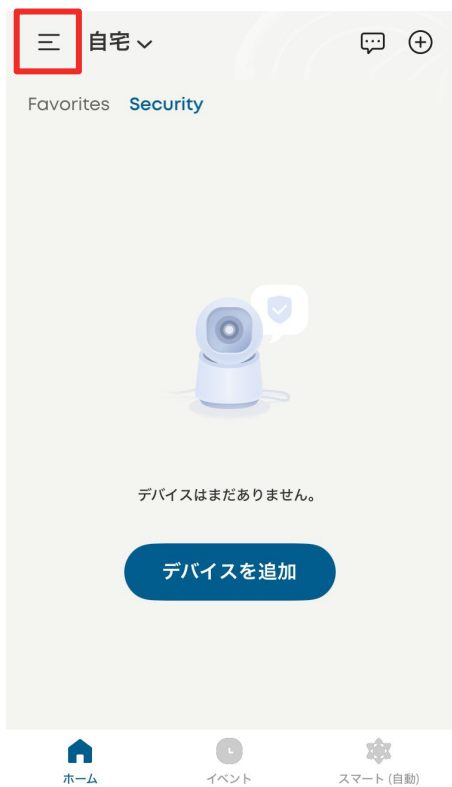 自宅
Favorites Security
デバイスはまだありません。
デバイスを追加
ホーム イベント スマート (自動)